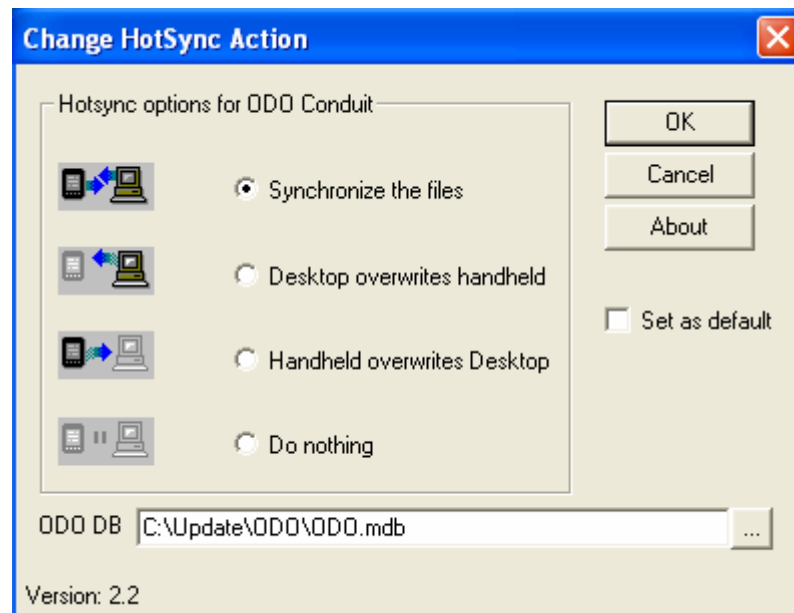 Change HotSync Action
Hotsync options for ODO Conduit
Synchronize the files
Desktop overwrites handheld
Handheld overwrites Desktop
Do nothing
OK
Cancel
About
Set as default
ODO DB C:\Update\ODO\ODO.mdb ...
Version: 2.2